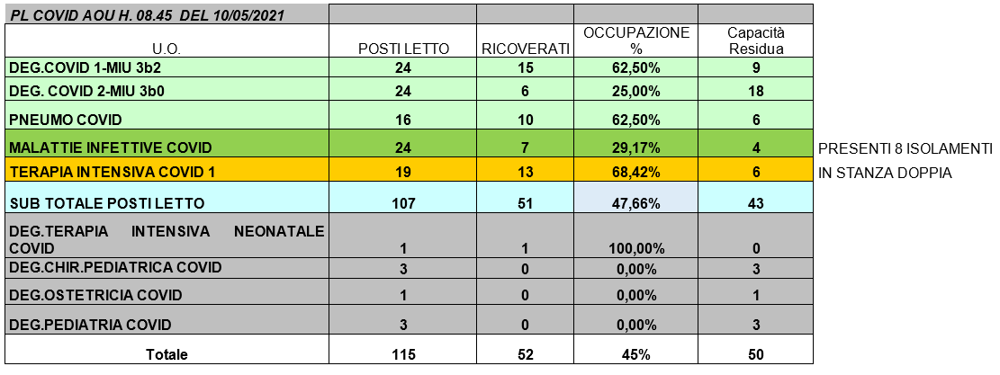 PL COVID AOU H. 08.45 DEL 10/05/2021
U.O. POSTI LETTO RICOVERATI OCCUPAZIONE % Capacità Residua
DEG.COVID 1-MIU 3b2 24 15 62,50% 9
DEG. COVID 2-MIU 3b0 24 6 25,00% 18
PNEUMO COVID 16 10 62,50% 6
MALATTIE INFETTIVE COVID 24 7 29,17% 4 PRESENTI 8 ISOLAMENTI
TERAPIA INTENSIVA COVID 1 19 13 68,42% 6 IN STANZA DOPPIA
SUB TOTALE POSTI LETTO 107 51 47,66% 43
DEG.TERAPIA INTENSIVA NEONATALE
COVID 1 1 100,00% 0
DEG.CHIR.PEDIATRICA COVID 3 0 0,00% 3
DEG.OSTETRICIA COVID 1 0 0,00% 1
DEG.PEDIATRIA COVID 3 0 0,00% 3
Totale 115 52 45% 50